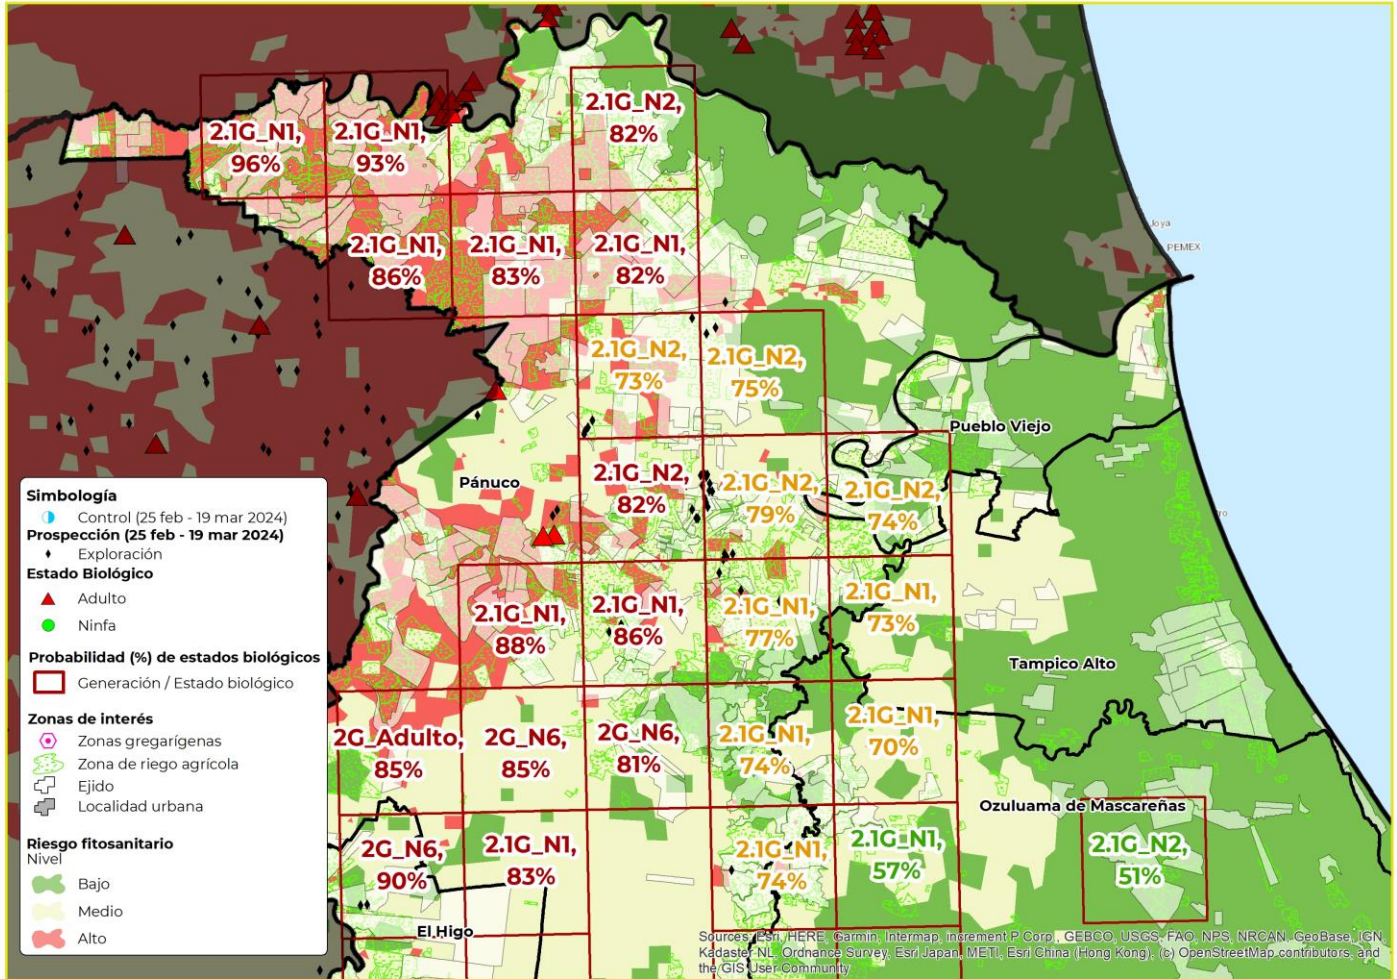 2.1G_N1,
96%
2.1G_N1,
93%
2.1G_N2,
82%
2.1G_N1,
86%
2.1G_N1,
83%
2.1G_N1,
82%
Joya
PEMEX
2.1G_N2,
73%
2.1G_N2,
75%
Pueblo Viejo
Pánuco
2.1G_N2,
82%
2.1G_N2,
79%
2.1G_N2,
74%
2.1G_N1,
88%
2.1G_N1,
86%
2.1G_N1,
77%
2.1G_N1,
73%
Tampico Alto
2G_Adulto,
85%
2G_N6,
85%
2G_N6,
81%
2.1G_N1,
74%
2.1G_N1,
70%
Ozuluama de Mascareñas
2G_N6,
90%
2.1G_N1,
83%
2.1G_N1,
74%
2.1G_N1,
57%
2.1G_N2,
51%
El Higo
Simbología
Control (25 feb - 19 mar 2024)
Prospección (25 feb - 19 mar 2024)
Exploración
Estado Biológico
Adulto
Ninfa
Probabilidad (%) de estados biológicos
Generación / Estado biológico
Zonas de interés
Zonas gregarígenas
Zona de riego agrícola
Ejido
Localidad urbana
Riesgo fitosanitario
Nivel
Bajo
Medio
Alto
Sources: Esri, HERE, Garmin, Intermap, increment P Corp., GEBCO, USGS, FAO, NPS, NRCAN, GeoBase, IGN,
Kadaster NL, Ordnance Survey, Esri Japan, METI, Esri China (Hong Kong), (c) OpenStreetMap contributors, and
the GIS User Community